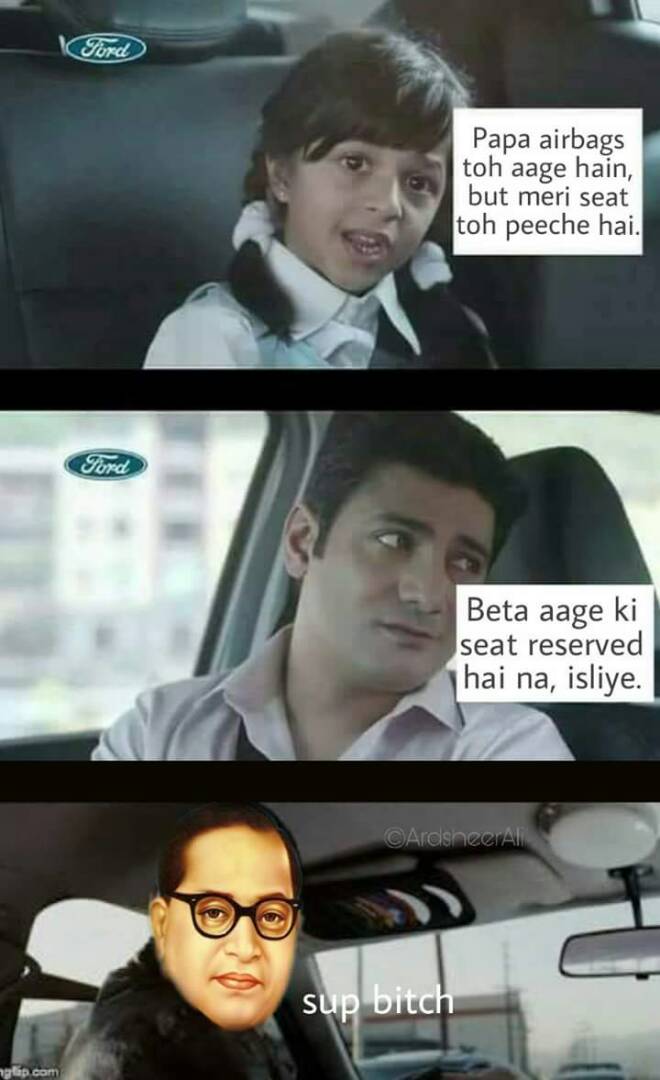 Ford
Papa airbags
toh aage hain,
but meri seat
toh peeche hai.
Ford
Beta aage ki
seat reserved
hai na, isliye.
©ArdsheerAli
sup bitch
imgflip.com